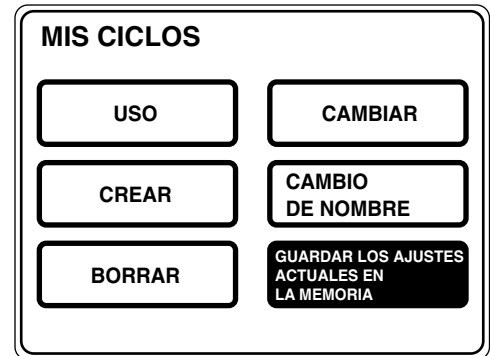 MIS CICLOS
USO
CAMBIAR
CREAR
CAMBIO
DE NOMBRE
BORRAR
GUARDAR LOS AJUSTES
ACTUALES EN
LA MEMORIA